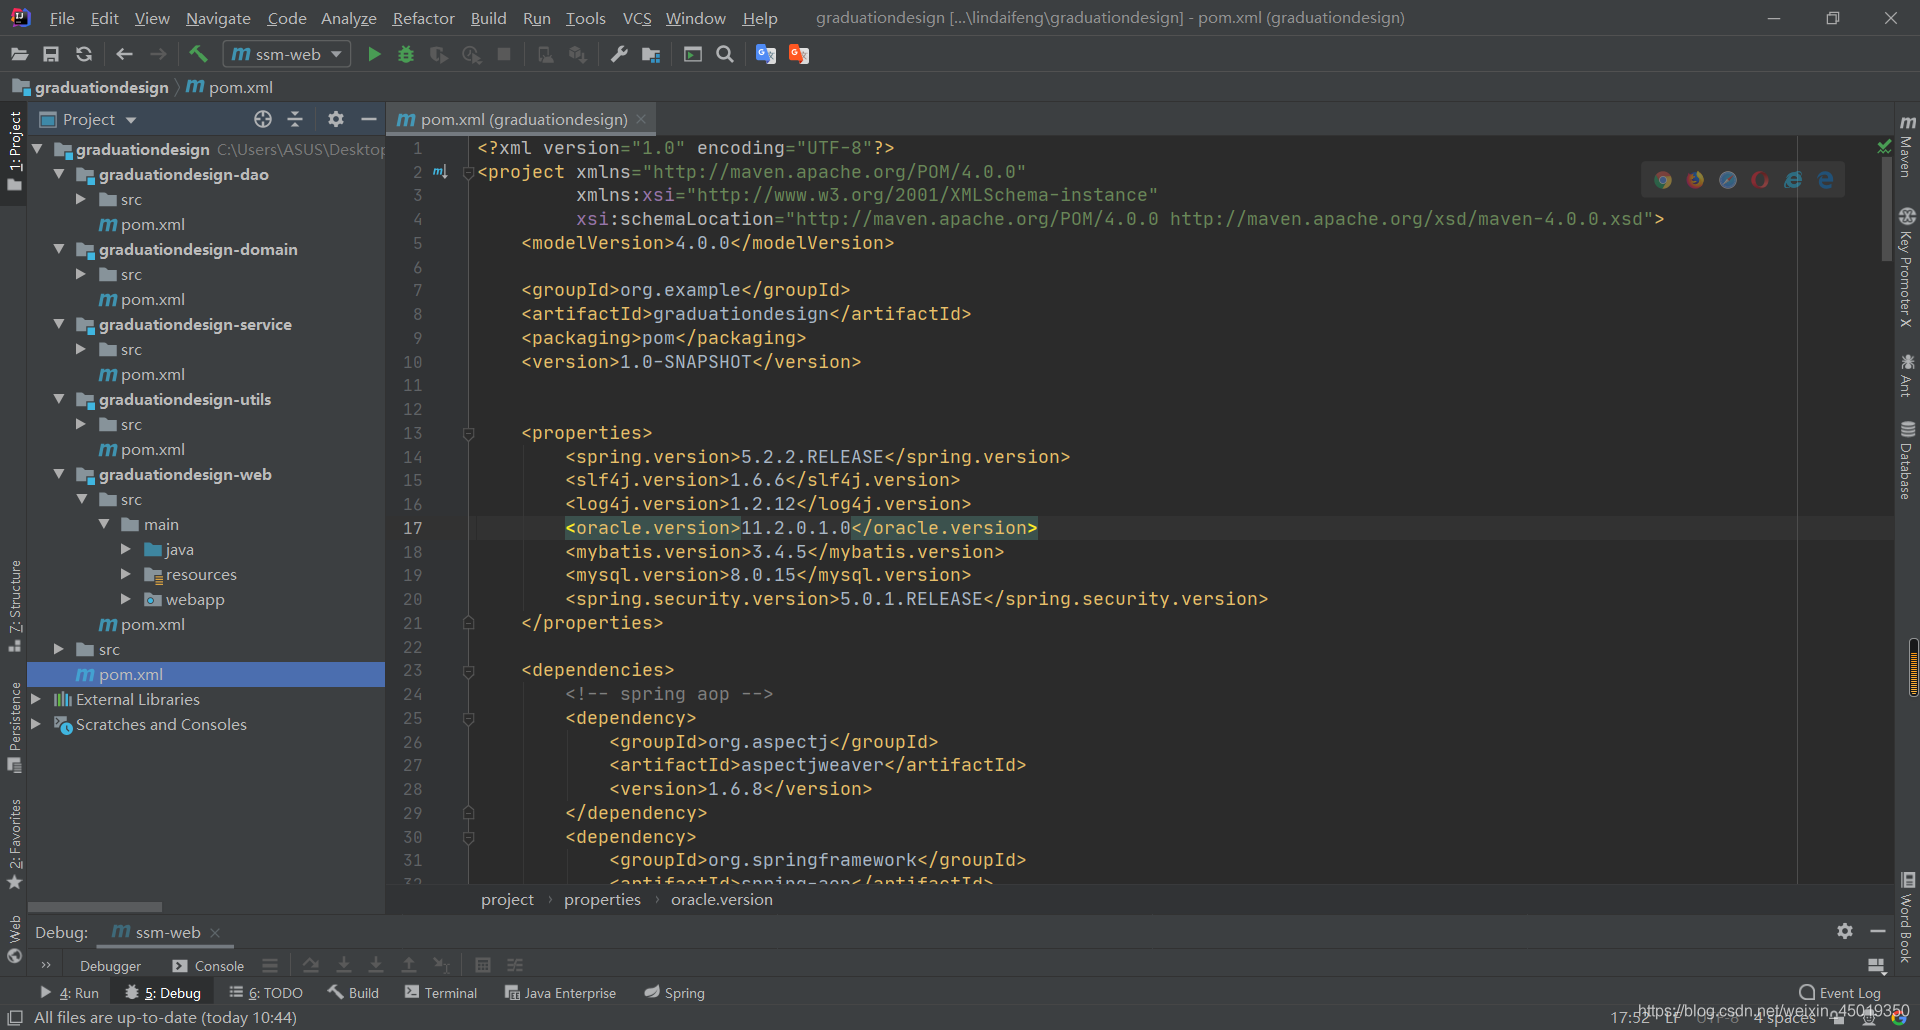 File Edit View Navigate Code Analyze Refactor Build Run Tools VCS Window Help graduationdesign [...\lindaifeng\graduationdesign] - pom.xml (graduationdesign)
ssm-web
graduationdesign pom.xml
Project
pom.xml (graduationdesign)
graduationdesign C:\Users\ASUS\Desktop
graduationdesign-dao
src
pom.xml
graduationdesign-domain
src
pom.xml
graduationdesign-service
src
pom.xml
graduationdesign-utils
src
pom.xml
graduationdesign-web
src
main
java
resources
webapp
pom.xml
src
pom.xml
External Libraries
Scratches and Consoles
1: Project
7: Structure
Persistence
2: Favorites
Web
1 <?xml version="1.0" encoding="UTF-8"?>
2 <project xmlns="http://maven.apache.org/POM/4.0.0"
3 xmlns:xsi="http://www.w3.org/2001/XMLSchema-instance"
4 xsi:schemaLocation="http://maven.apache.org/POM/4.0.0 http://maven.apache.org/xsd/maven-4.0.0.xsd">
5 <modelVersion>4.0.0</modelVersion>
6
7 <groupId>org.example</groupId>
8 <artifactId>graduationdesign</artifactId>
9 <packaging>pom</packaging>
10 <version>1.0-SNAPSHOT</version>
11
12
13 <properties>
14 <spring.version>5.2.2.RELEASE</spring.version>
15 <slf4j.version>1.6.6</slf4j.version>
16 <log4j.version>1.2.12</log4j.version>
17 <oracle.version>11.2.0.1.0</oracle.version>
18 <mybatis.version>3.4.5</mybatis.version>
19 <mysql.version>8.0.15</mysql.version>
20 <spring.security.version>5.0.1.RELEASE</spring.security.version>
21 </properties>
22
23 <dependencies>
24 <!-- spring aop -->
25 <dependency>
26 <groupId>org.aspectj</groupId>
27 <artifactId>aspectjweaver</artifactId>
28 <version>1.6.8</version>
29 </dependency>
30 <dependency>
31 <groupId>org.springframework</groupId>
32 <artifactId>spring-aop</artifactId>
project › properties › oracle.version
Maven
Key Promoter X
Ant
Database
Word Book
Debug: ssm-web
Debugger Console
4: Run 5: Debug 6: TODO Build Terminal Java Enterprise Spring Event Log
All files are up-to-date (today 10:44) 17:52 LF UTF-8 4 spaces
https://blog.csdn.net/weixin_45019350